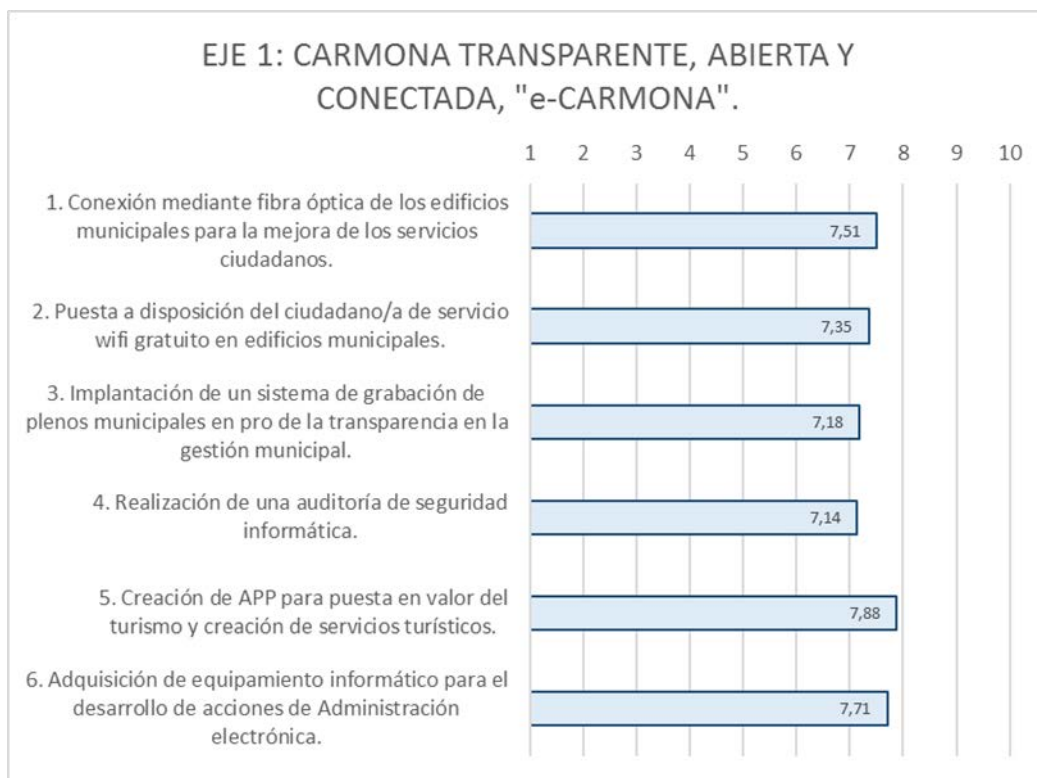 EJE 1: CARMONA TRANSPARENTE, ABIERTA Y
CONECTADA, "e-CARMONA".
1 2 3 4 5 6 7 8 9 10
1. Conexión mediante fibra óptica de los edificios
municipales para la mejora de los servicios
ciudadanos.
7,51
2. Puesta a disposición del ciudadano/a de servicio
wifi gratuito en edificios municipales.
7,35
3. Implantación de un sistema de grabación de
plenos municipales en pro de la transparencia en la
gestión municipal.
7,18
4. Realización de una auditoría de seguridad
informática.
7,14
5. Creación de APP para puesta en valor del
turismo y creación de servicios turísticos.
7,88
6. Adquisición de equipamiento informático para el
desarrollo de acciones de Administración
electrónica.
7,71